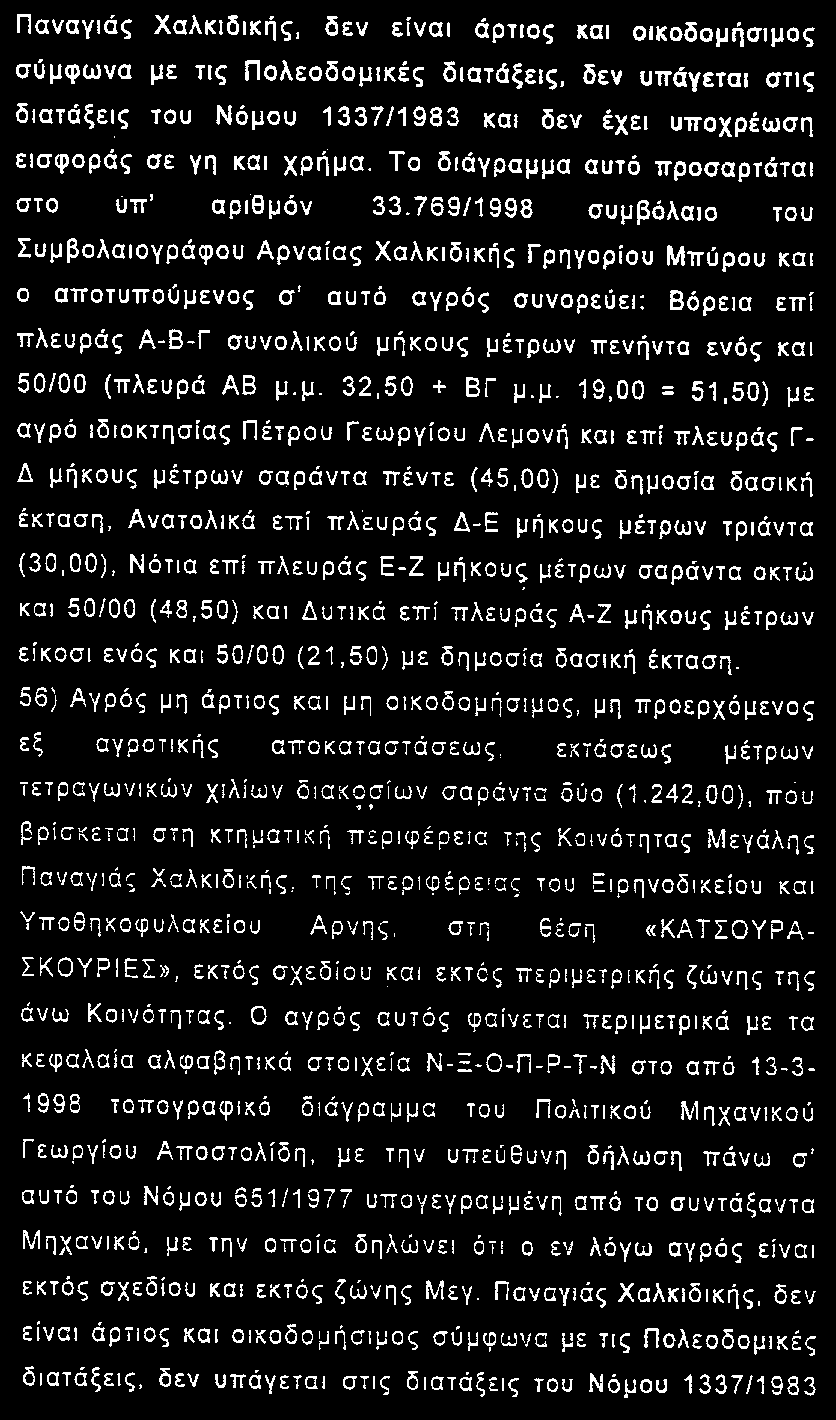 Παναγιάς Χαλκιδικής, δεν είναι άρτιος και οικοδομήσιμος
σύμφωνα με τις Πολεοδομικές διατάξεις, δεν υπάγεται στις
διατάξεις του Νόμου 1337/1983 και δεν έχει υποχρέωση
εισφοράς σε γη και χρήμα. Το διάγραμμα αυτό προσαρτάται
στο υπ' αριθμόν 33.769/1998 συμβόλαιο του
Συμβολαιογράφου Αρναίας Χαλκιδικής Γρηγορίου Μπύρου και
ο αποτυπούμενος σ' αυτό αγρός συνορεύει: Βόρεια επί
πλευράς Α-Β-Γ συνολικού μήκους μέτρων πενήντα ενός και
50/00 (πλευρά ΑΒ μ.μ. 32,50 + ΒΓ μ.μ. 19,00 = 51,50) με
αγρό ιδιοκτησίας Πέτρου Γεωργίου Λεμονή και επί πλευράς Γ-
Δ μήκους μέτρων σαράντα πέντε (45,00) με δημοσία δασική
έκταση, Ανατολικά επί πλευράς Δ-Ε μήκους μέτρων τριάντα
(30,00), Νότια επί πλευράς Ε-Ζ μήκους μέτρων σαράντα οκτώ
και 50/00 (48,50) και Δυτικά επί πλευράς Α-Ζ μήκους μέτρων
είκοσι ενός και 50/00 (21,50) με δημοσία δασική έκταση.
56) Αγρός μη άρτιος και μη οικοδομήσιμος, μη προερχόμενος
εξ αγροτικής αποκαταστάσεως, εκτάσεως μέτρων
τετραγωνικών χιλίων διακοσίων σαράντα δύο (1.242,00), που
βρίσκεται στη κτηματική περιφέρεια της Κοινότητας Μεγάλης
Παναγιάς Χαλκιδικής, της περιφέρειας του Ειρηνοδικείου και
Υποθηκοφυλακείου Αρνης, στη θέση «ΚΑΤΣΟΥΡΑ-
ΣΚΟΥΡΙΕΣ», εκτός σχεδίου και εκτός περιμετρικής ζώνης της
άνω Κοινότητας. Ο αγρός αυτός φαίνεται περιμετρικά με τα
κεφαλαία αλφαβητικά στοιχεία Ν-Ξ-Ο-Π-Ρ-Τ-Ν στο από 13-3-
1998 τοπογραφικό διάγραμμα του Πολιτικού Μηχανικού
Γεωργίου Αποστολίδη, με την υπεύθυνη δήλωση πάνω σ'
αυτό του Νόμου 651/1977 υπογεγραμμένη από το συντάξαντα
Μηχανικό, με την οποία δηλώνει ότι ο εν λόγω αγρός είναι
εκτός σχεδίου και εκτός ζώνης Μεγ. Παναγιάς Χαλκιδικής, δεν
είναι άρτιος και οικοδομήσιμος σύμφωνα με τις Πολεοδομικές
διατάξεις, δεν υπάγεται στις διατάξεις του Νόμου 1337/1983